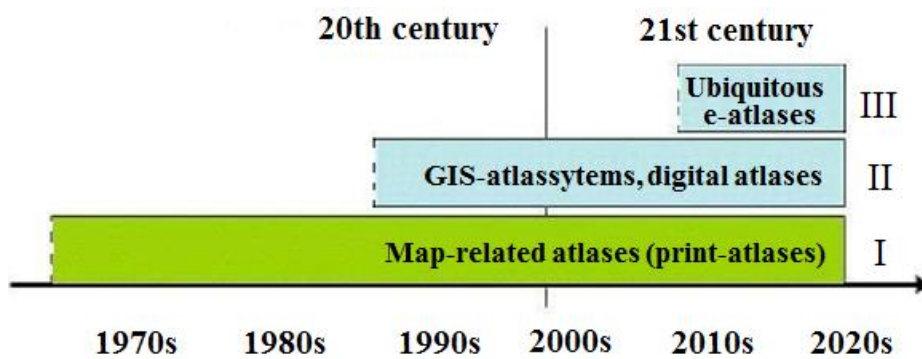 20th century 21st century
Ubiquitous
e-atlases
III
GIS-atlassytems, digital atlases II
Map-related atlases (print-atlases) I
1970s 1980s 1990s 2000s 2010s 2020s